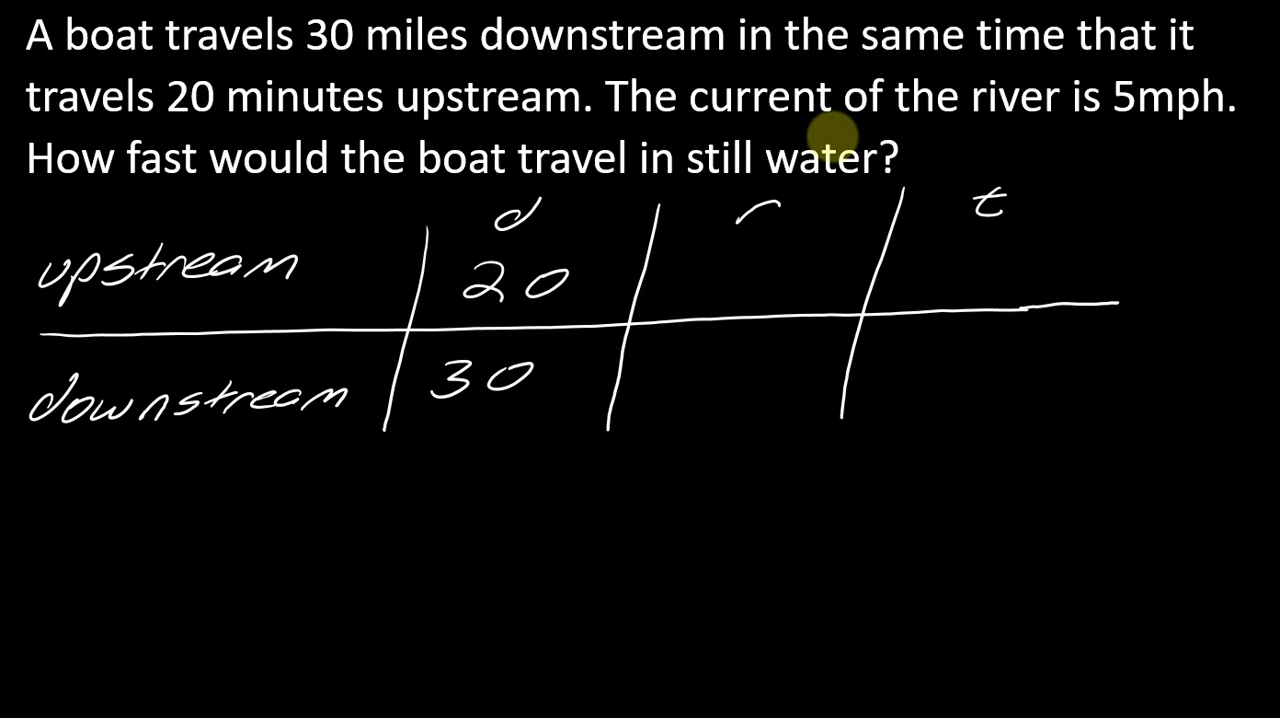 A boat travels 30 miles downstream in the same time that it
travels 20 minutes upstream. The current of the river is 5mph.
How fast would the boat travel in still water?
d r t
upstream 20
downstream 30